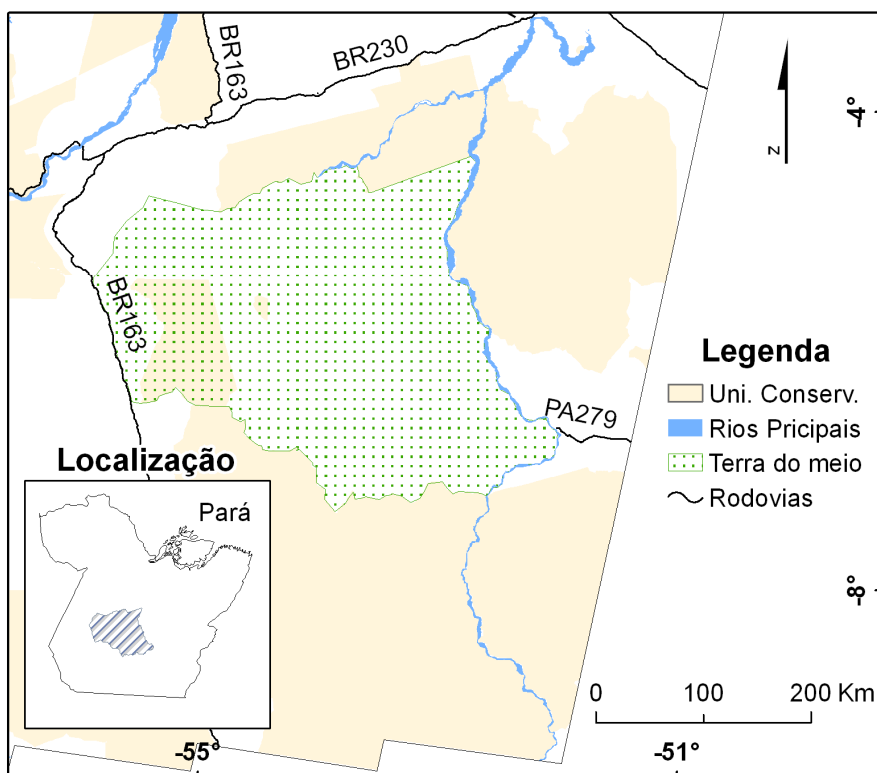 BR163
BR230
-4°
z
BR163
Legenda
Uni. Conserv.
Rios Pricipais
Terra do meio
Rodovias
PA279
Localização
Pará
-8°
0 100 200 Km
-55°
-51°